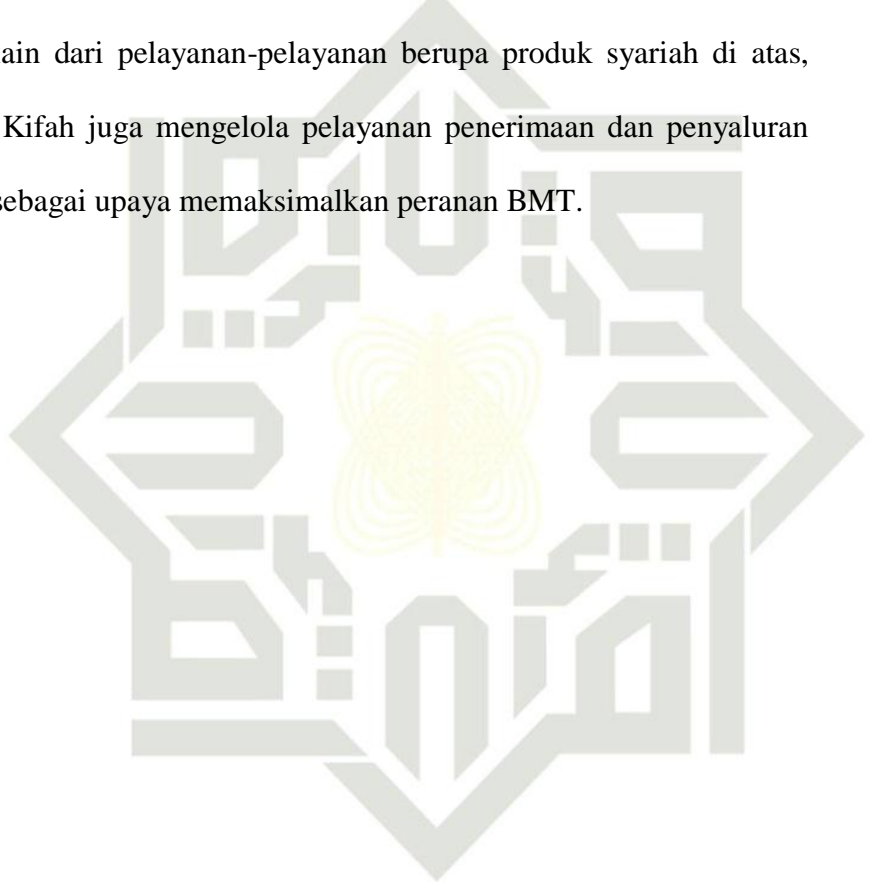 ain dari pelayanan-pelayanan berupa produk syariah di atas,
Kifah juga mengelola pelayanan penerimaan dan penyaluran
sebagai upaya memaksimalkan peranan BMT.